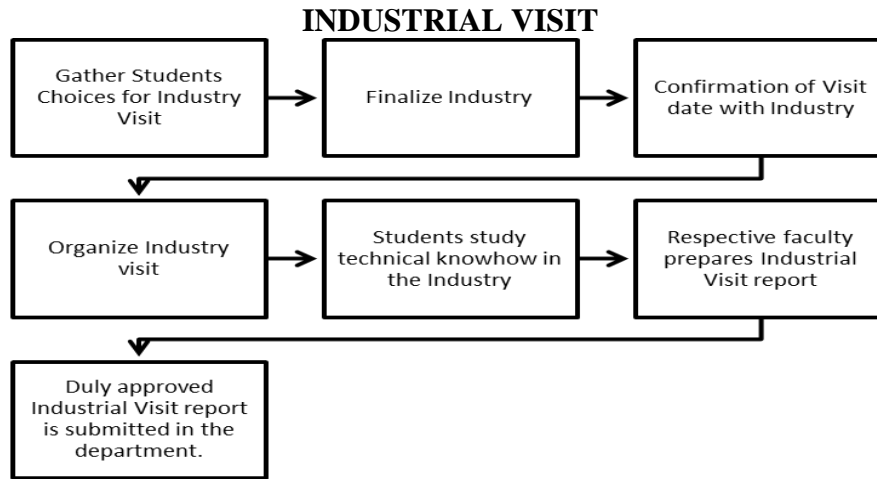 INDUSTRIAL VISIT
Gather Students
Choices for Industry
Visit
Finalize Industry
Confirmation of Visit
date with Industry
Organize Industry
visit
Students study
technical knowhow in
the Industry
Respective faculty
prepares Industrial
Visit report
Duly approved
Industrial Visit report
is submitted in the
department.